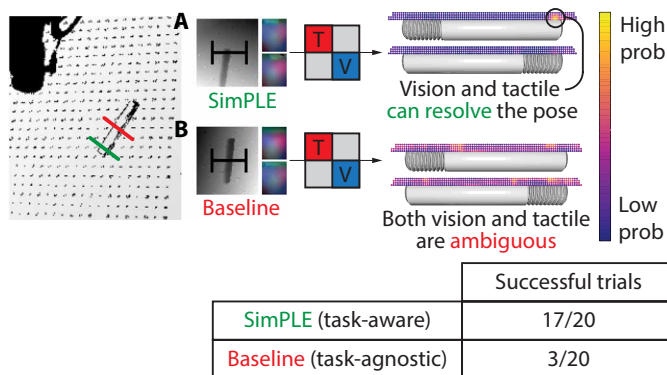 A
T
V
SimPLE
Vision and tactile
can resolve the pose
High
prob
B
T
V
Baseline
Both vision and tactile
are ambiguous
Low
prob
Successful trials
SimPLE (task-aware) 17/20
Baseline (task-agnostic) 3/20